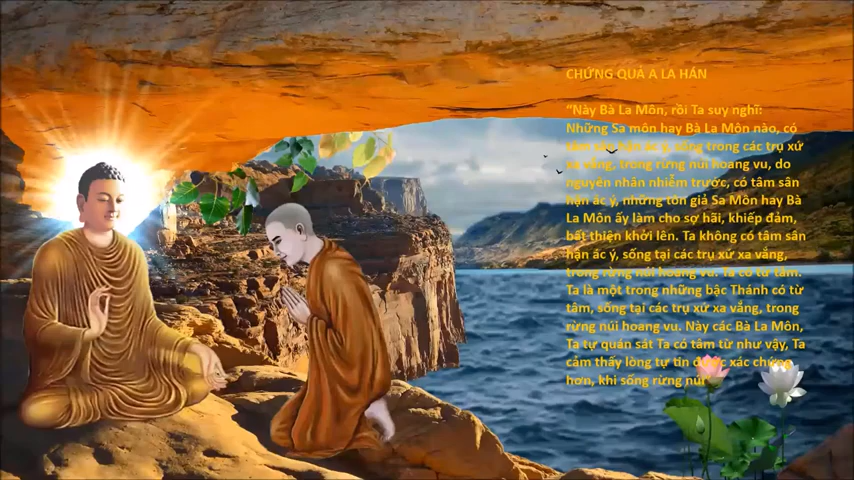 CHỨNG QUẢ A LA HÁN
“Này Bà La Môn, rồi Ta suy nghĩ:
Những Sa môn hay Bà La Môn nào, có
tâm sân hận ác ý, sống trong các trụ xứ
xa vắng, trong rừng núi hoang vu, do
nguyên nhân nhiễm trước, có tâm sân
hận ác ý, những tôn giả Sa Môn hay Bà
La Môn ấy làm cho sợ hãi, khiếp đảm,
bất thiện khởi lên. Ta không có tâm sân
hận ác ý, sống tại các trụ xứ xa vắng,
trong rừng núi hoang vu. Ta có từ tâm.
Ta là một trong những bậc Thánh có từ
tâm, sống tại các trụ xứ xa vắng, trong
rừng núi hoang vu. Này các Bà La Môn,
Ta tự quán sát Ta có tâm từ như vậy, Ta
cảm thấy lòng tự tin được xác chứng
hơn, khi sống rừng núi